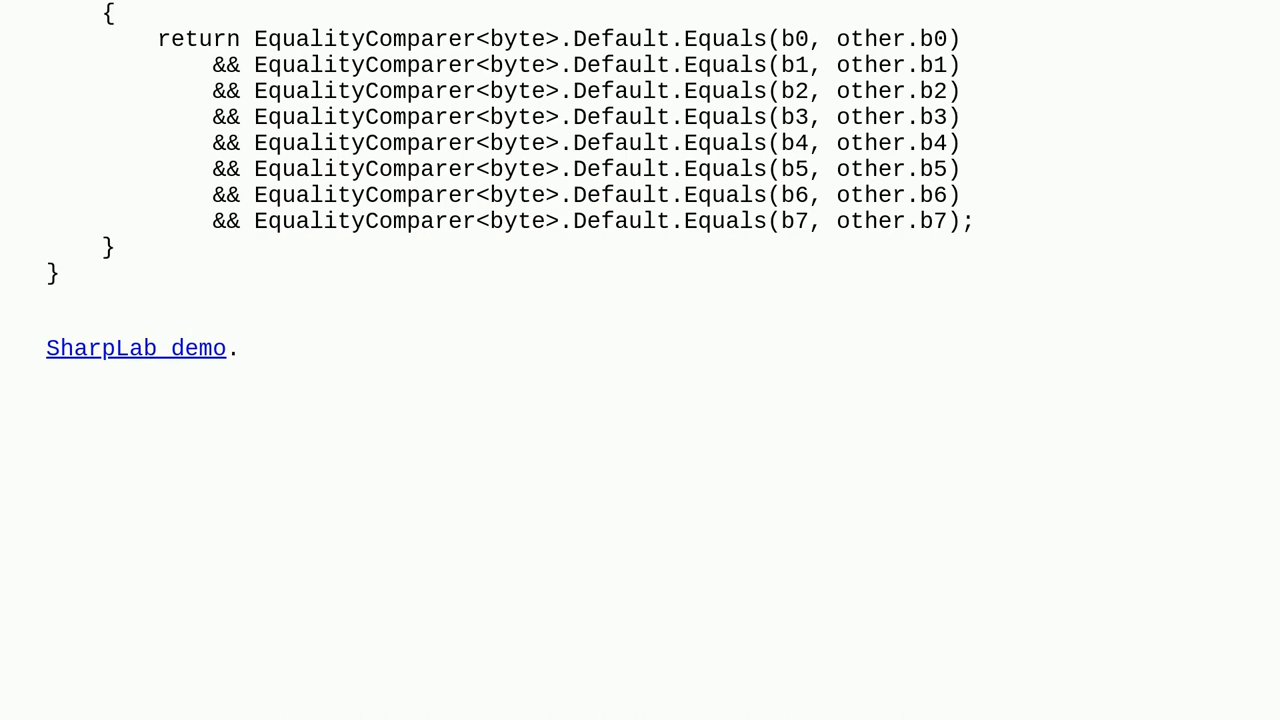 {
return EqualityComparer<byte>.Default.Equals(b0, other.b0)
&& EqualityComparer<byte>.Default.Equals(b1, other.b1)
&& EqualityComparer<byte>.Default.Equals(b2, other.b2)
&& EqualityComparer<byte>.Default.Equals(b3, other.b3)
&& EqualityComparer<byte>.Default.Equals(b4, other.b4)
&& EqualityComparer<byte>.Default.Equals(b5, other.b5)
&& EqualityComparer<byte>.Default.Equals(b6, other.b6)
&& EqualityComparer<byte>.Default.Equals(b7, other.b7);
}
}
SharpLab demo.